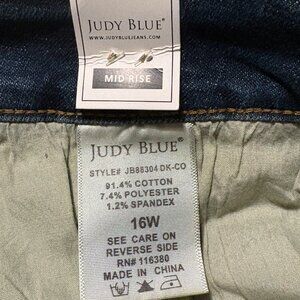 JUDY BLUE®
WWW.JUDYBLUEJEANS.COM
MID RISE
JUDY BLUE®
STYLE# JB88304 DK-CO
91.4% COTTON
7.4% POLYESTER
1.2% SPANDEX
16W
SEE CARE ON
REVERSE SIDE
RN# 116380
MADE IN CHINA